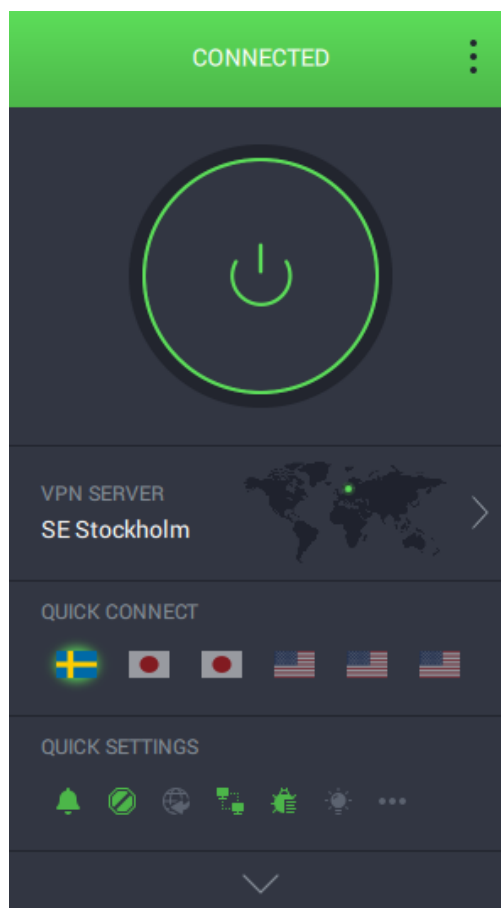 CONNECTED
VPN SERVER
SE Stockholm
QUICK CONNECT
QUICK SETTINGS